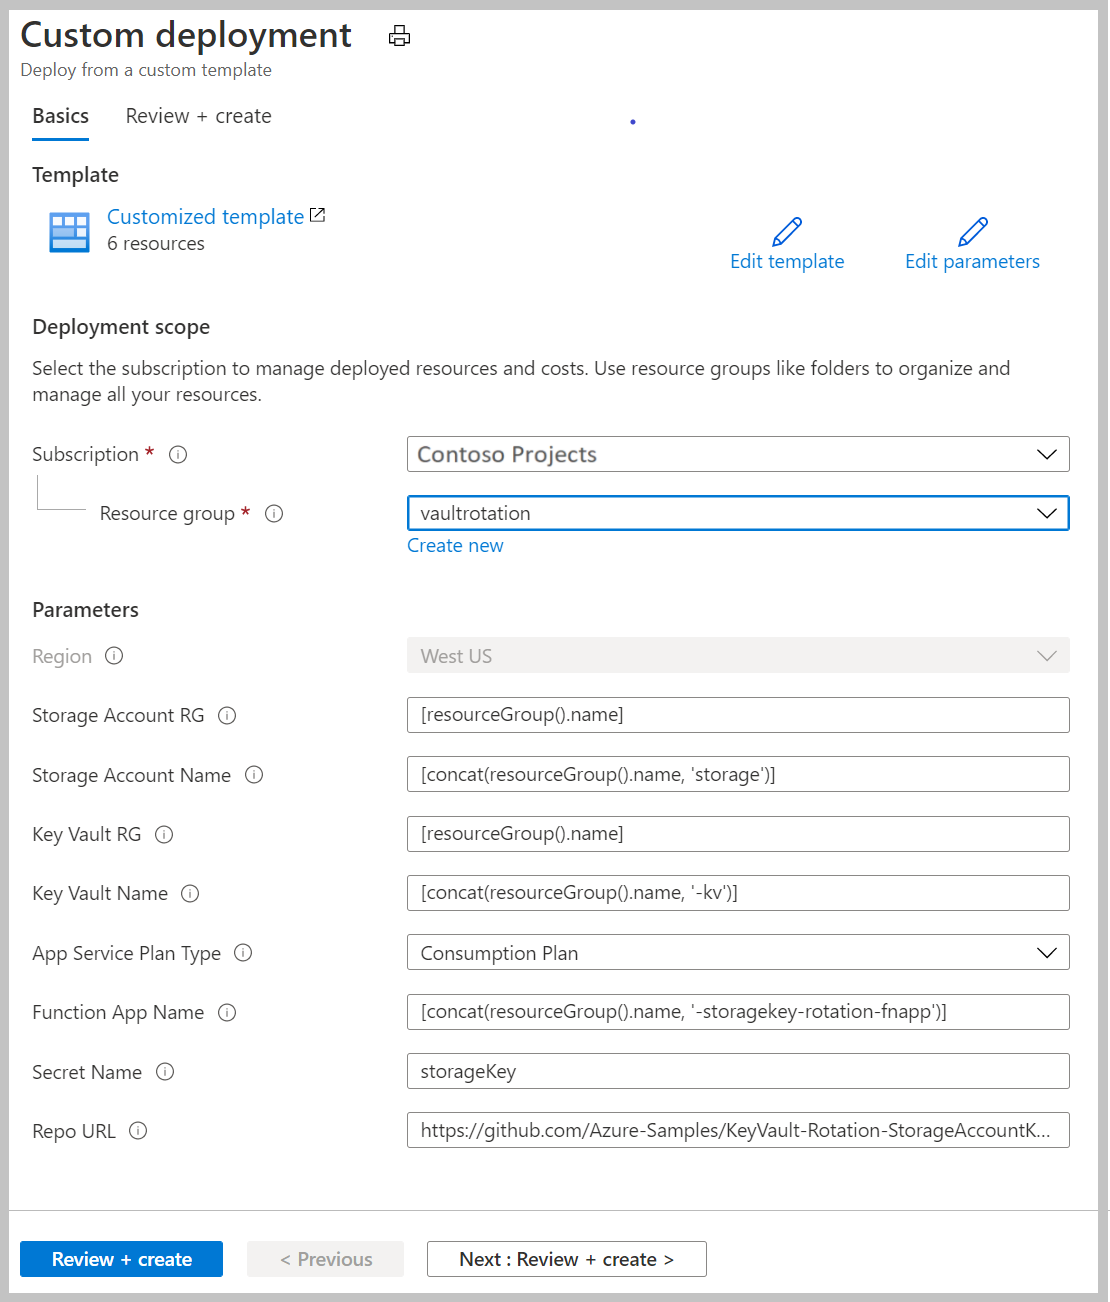 Custom deployment
Deploy from a custom template
Basics
Review + create
Template
Customized template
6 resources
Edit template
Edit parameters
Deployment scope
Select the subscription to manage deployed resources and costs. Use resource groups like folders to organize and
manage all your resources.
Subscription *
Contoso Projects
Resource group *
vaultrotation
Create new
Parameters
Region
West US
Storage Account RG
[resourceGroup().name]
Storage Account Name
[concat(resourceGroup().name, 'storage')]
Key Vault RG
[resourceGroup().name]
Key Vault Name
[concat(resourceGroup().name, '-kv')]
App Service Plan Type
Consumption Plan
Function App Name
[concat(resourceGroup().name, '-storagekey-rotation-fnapp')]
Secret Name
storageKey
Repo URL
https://github.com/Azure-Samples/KeyVault-Rotation-StorageAccountK...
Review + create
< Previous
Next : Review + create >